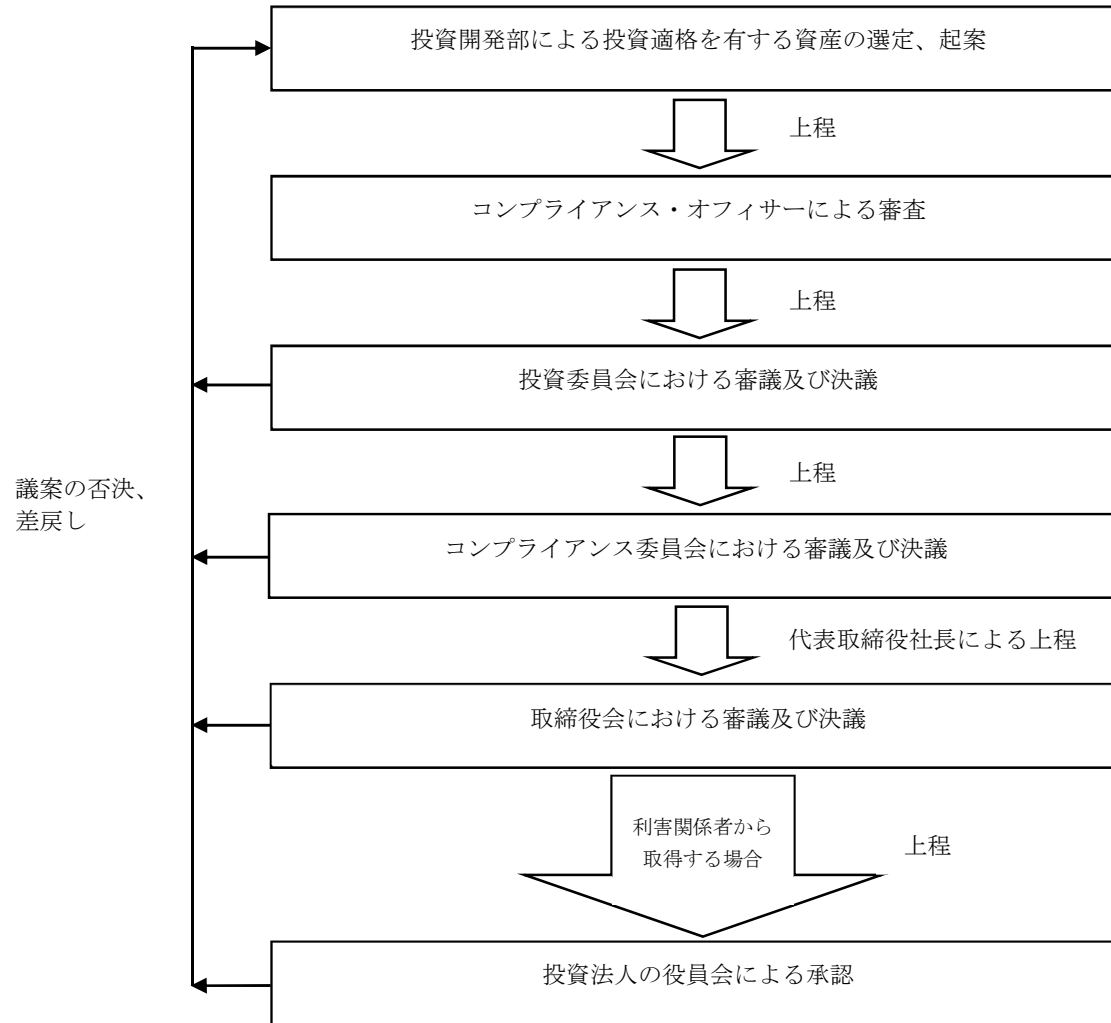 投資開発部による投資適格を有する資産の選定、起案
上程
コンプライアンス・オフィサーによる審査
上程
投資委員会における審議及び決議
上程
議案の否決、
差戻し
コンプライアンス委員会における審議及び決議
代表取締役社長による上程
取締役会における審議及び決議
利害関係者から
取得する場合
上程
投資法人の役員会による承認